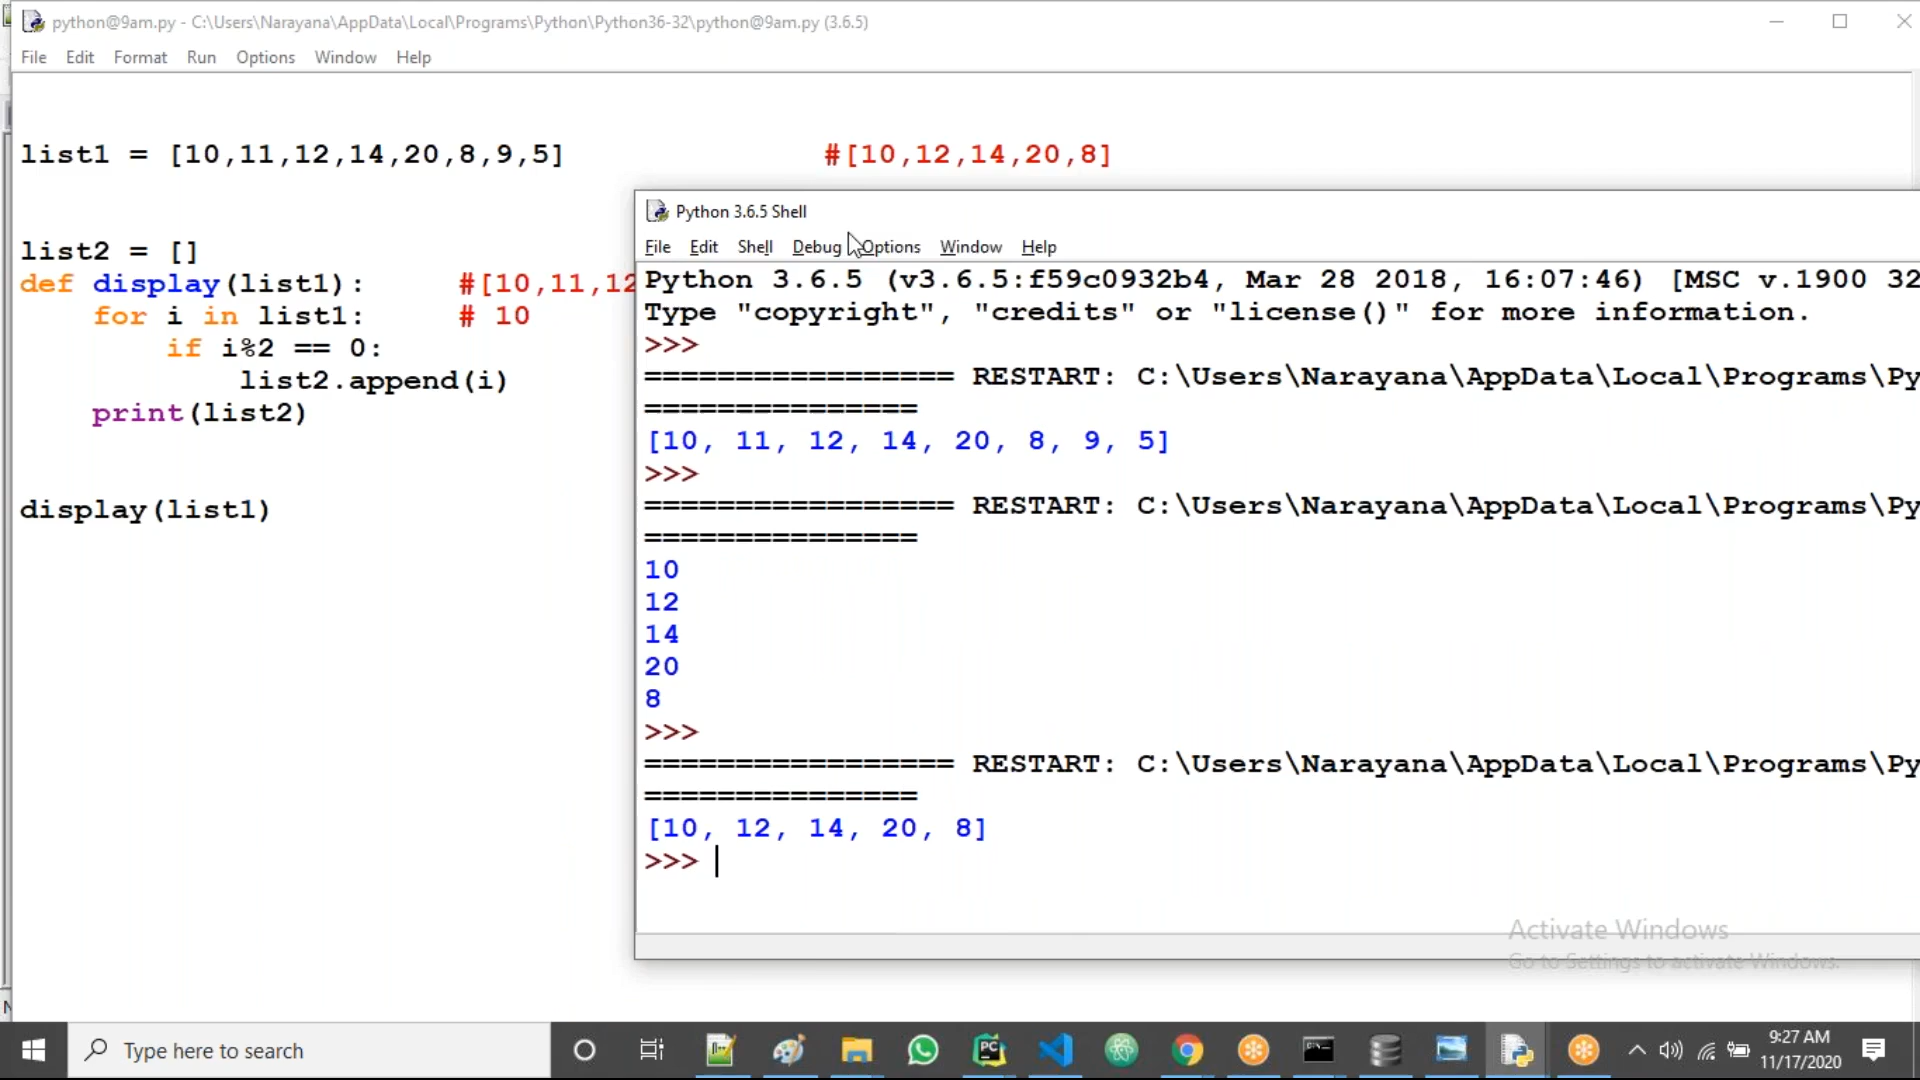 python@9am.py - C:\Users\Narayana\AppData\Local\Programs\Python\Python36-32\python@9am.py (3.6.5)
File Edit Format Run Options Window Help
list1 = [10,11,12,14,20,8,9,5] #[10,12,14,20,8]
list2 = []
def display(list1): #[10,11,12
for i in list1: # 10
if i%2 == 0:
list2.append(i)
print(list2)
display(list1)
Python 3.6.5 Shell
File Edit Shell Debug Options Window Help
Python 3.6.5 (v3.6.5:f59c0932b4, Mar 28 2018, 16:07:46) [MSC v.1900 32
Type "copyright", "credits" or "license()" for more information.
>>>
================= RESTART: C:\Users\Narayana\AppData\Local\Programs\Py
===============
[10, 11, 12, 14, 20, 8, 9, 5]
>>>
================= RESTART: C:\Users\Narayana\AppData\Local\Programs\Py
===============
10
12
14
20
8
>>>
================= RESTART: C:\Users\Narayana\AppData\Local\Programs\Py
===============
[10, 12, 14, 20, 8]
>>>
Activate Windows
Go to Settings to activate Windows.
Type here to search
9:27 AM
11/17/2020